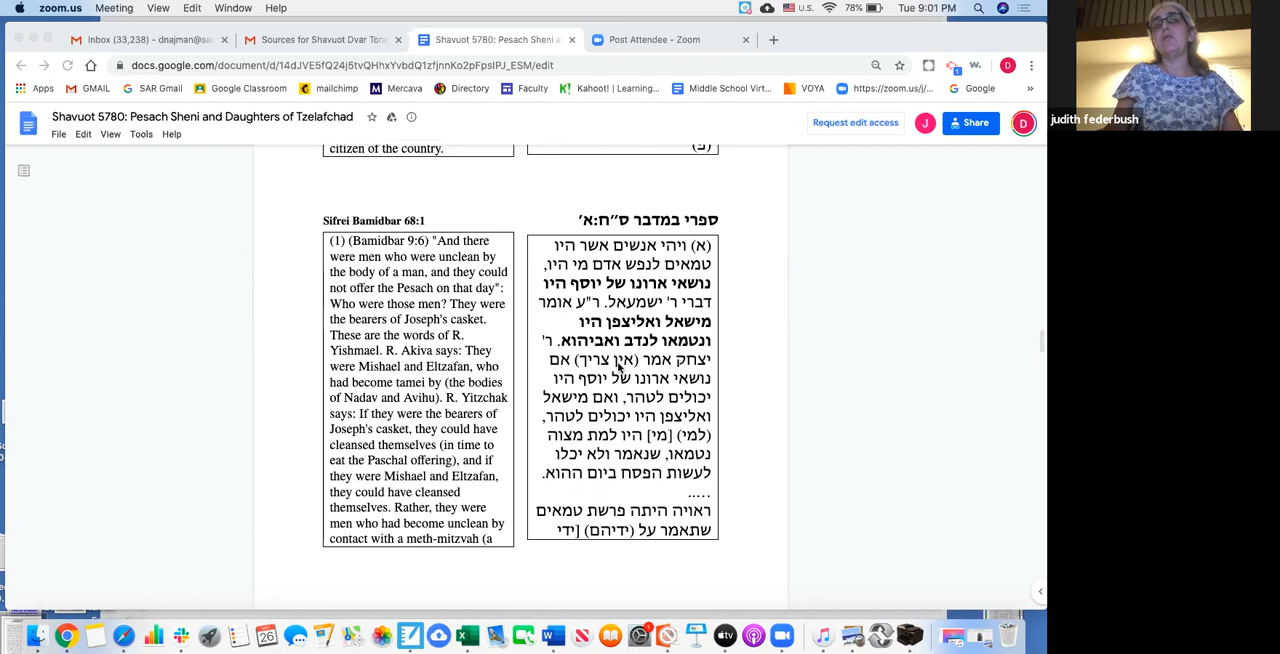 zoom.us Meeting View Edit Window Help
U.S. 78% Tue 9:01 PM
Inbox (33,238) - dnajman@sa
Sources for Shavuot Dvar Tora
Shavuot 5780: Pesach Sheni a
Post Attendee - Zoom
docs.google.com/document/d/14dJVE5fQ24j5tvQHhxYvbdQ1zfjnnKo2pFpsIPJ_ESM/edit
Apps GMAIL SAR Gmail Google Classroom mailchimp Mercava Directory Faculty Kahoot! | Learning... Middle School Virt... VOYA https://zoom.us/j/... Google
Shavuot 5780: Pesach Sheni and Daughters of Tzelafchad
File Edit View Tools Help
Request edit access
J
Share
D
judith federbush
citizen of the country.
(ב)
Sifrei Bamidbar 68:1
(1) (Bamidbar 9:6) "And there
were men who were unclean by
the body of a man, and they could
not offer the Pesach on that day":
Who were those men? They were
the bearers of Joseph's casket.
These are the words of R.
Yishmael. R. Akiva says: They
were Mishael and Eltzafan, who
had become tamei by (the bodies
of Nadav and Avihu). R. Yitzchak
says: If they were the bearers of
Joseph's casket, they could have
cleansed themselves (in time to
eat the Paschal offering), and if
they were Mishael and Eltzafan,
they could have cleansed
themselves. Rather, they were
men who had become unclean by
contact with a meth-mitzvah (a
ספרי במדבר ס״ח:א׳
(א) ויהי אנשים אשר היו
טמאים לנפש אדם מי היו,
נושאי ארונו של יוסף היו
דברי ר' ישמעאל. ר"ע אומר
מישאל ואליצפן היו
ונטמאו לנדב ואביהוא. ר'
יצחק אמר (אין צריך) אם
נושאי ארונו של יוסף היו
יכולים לטהר, ואם מישאל
ואליצפן היו יכולים לטהר,
(למי) [מי] היו למת מצוה
נטמאו, שנאמר ולא יכלו
לעשות הפסח ביום ההוא.
.....
ראויה היתה פרשת טמאים
שתאמר על (ידיהם) [ידי